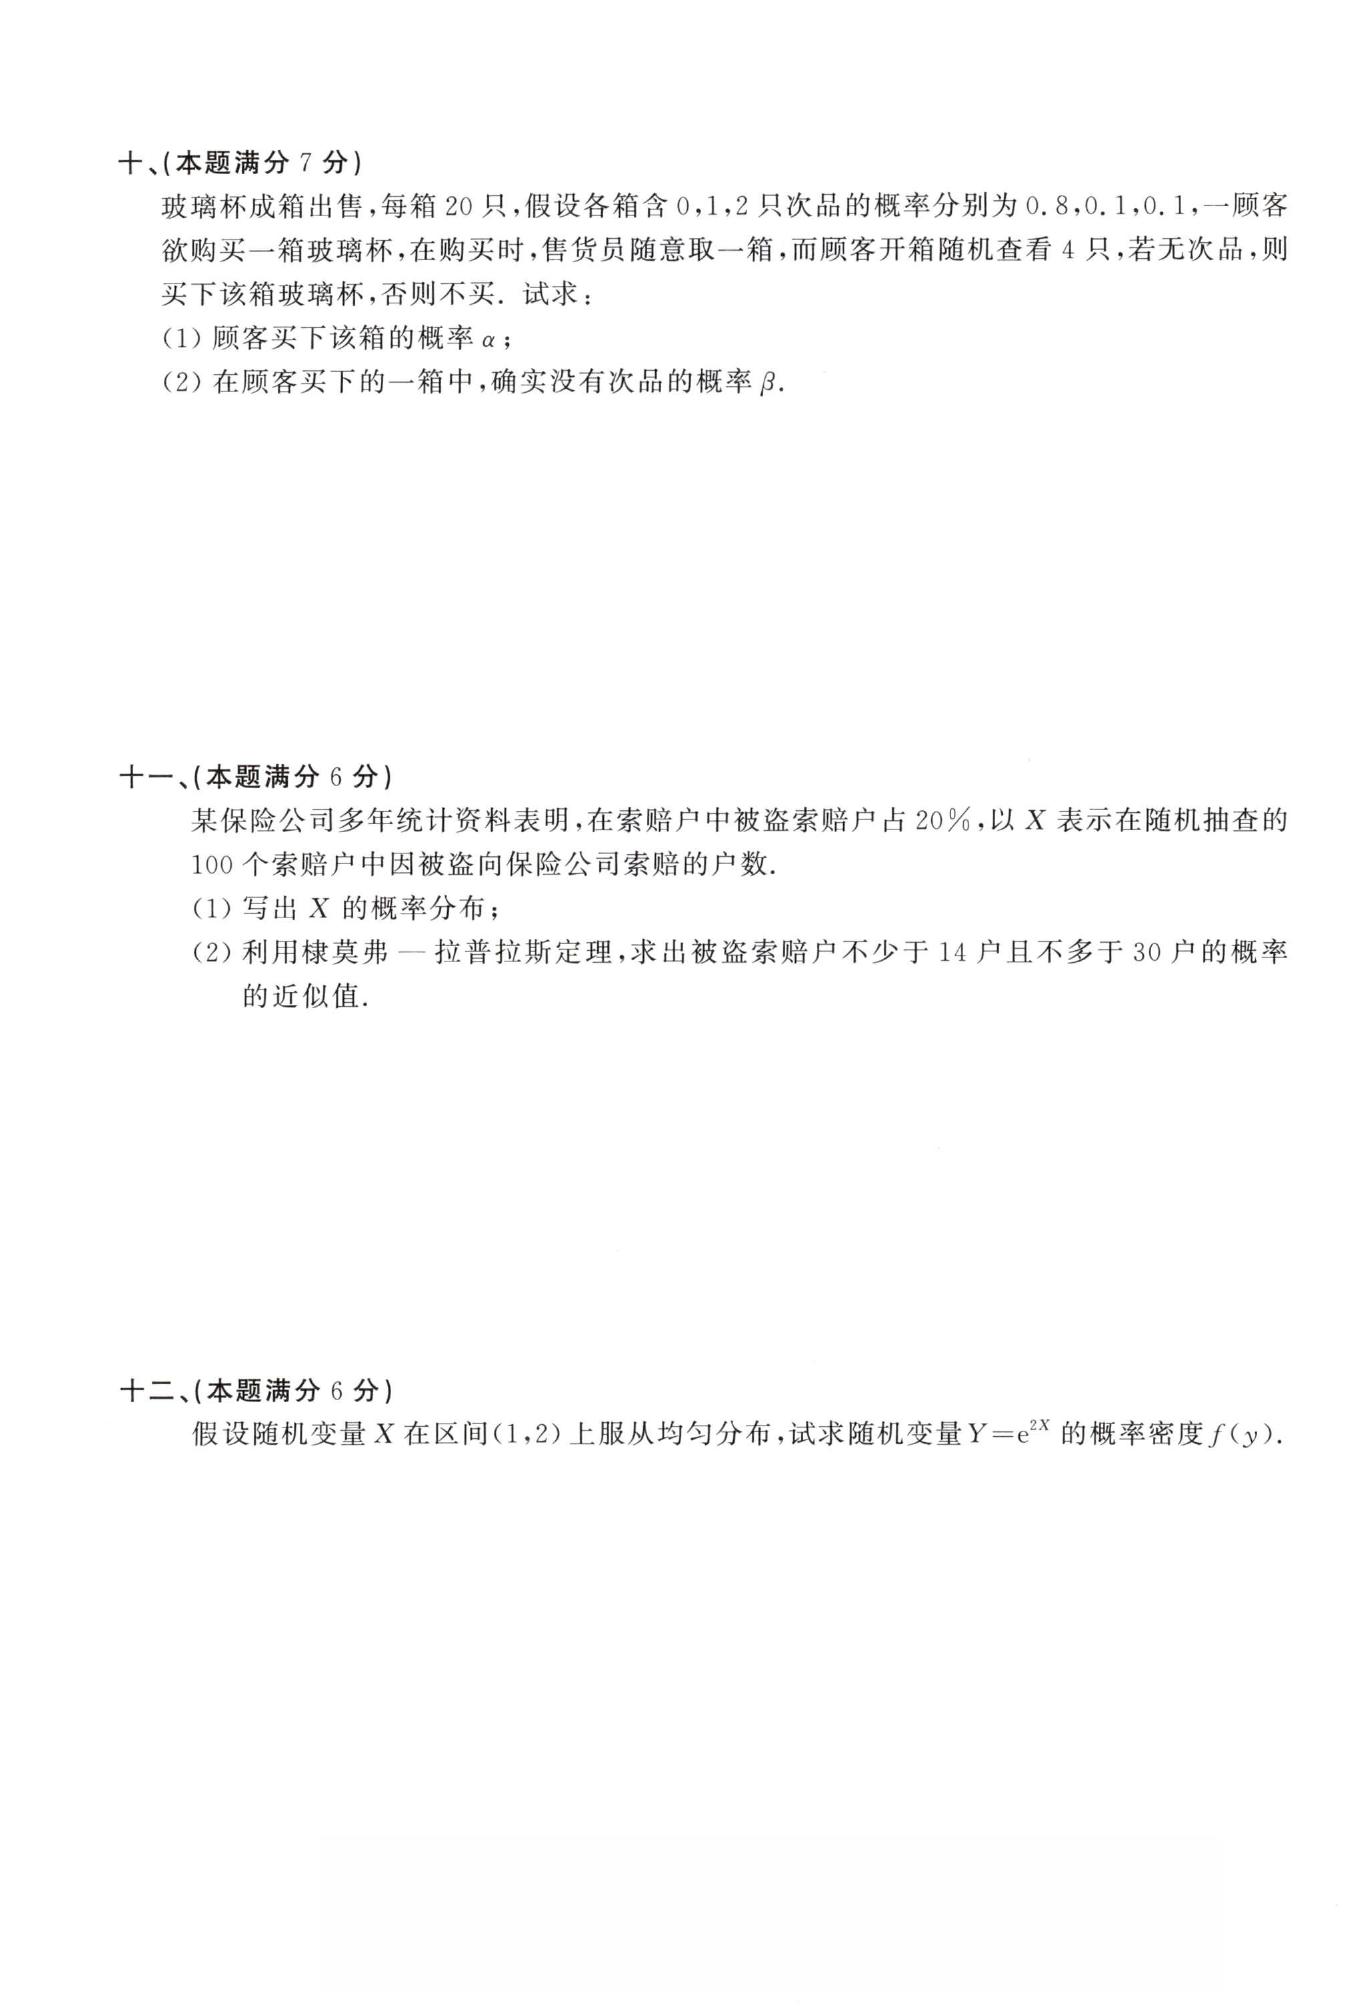 十、(本题满分 7 分)
玻璃杯成箱出售,每箱 20 只,假设各箱含 0,1,2 只次品的概率分别为 0.8,0.1,0.1,一顾客
欲购买一箱玻璃杯,在购买时,售货员随意取一箱,而顾客开箱随机查看 4 只,若无次品,则
买下该箱玻璃杯,否则不买. 试求:
(1) 顾客买下该箱的概率 α;
(2) 在顾客买下的一箱中,确实没有次品的概率 β.
十一、(本题满分 6 分)
某保险公司多年统计资料表明,在索赔户中被盗索赔户占 20%,以 X 表示在随机抽查的
100 个索赔户中因被盗向保险公司索赔的户数.
(1) 写出 X 的概率分布;
(2) 利用棣莫弗 — 拉普拉斯定理,求出被盗索赔户不少于 14 户且不多于 30 户的概率
的近似值.
十二、(本题满分 6 分)
假设随机变量 X 在区间(1,2) 上服从均匀分布,试求随机变量Y=e^{2X} 的概率密度 f(y).